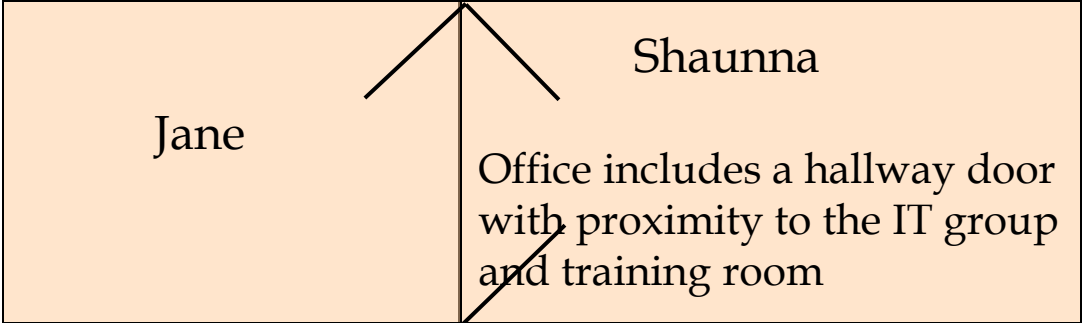 Jane
Shaunna
Office includes a hallway door
with proximity to the IT group
and training room